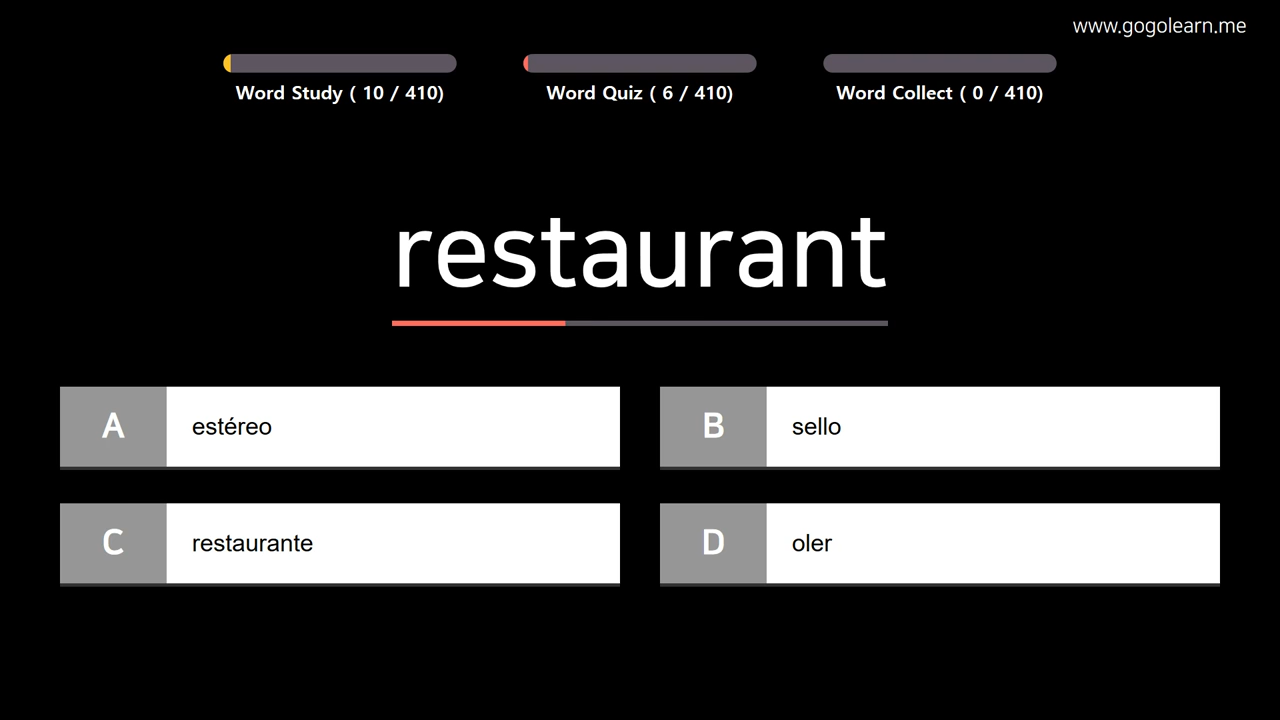 www.gogolearn.me
Word Study ( 10 / 410)
Word Quiz ( 6 / 410)
Word Collect ( 0 / 410)
restaurant
A
estéreo
B
sello
C
restaurante
D
oler